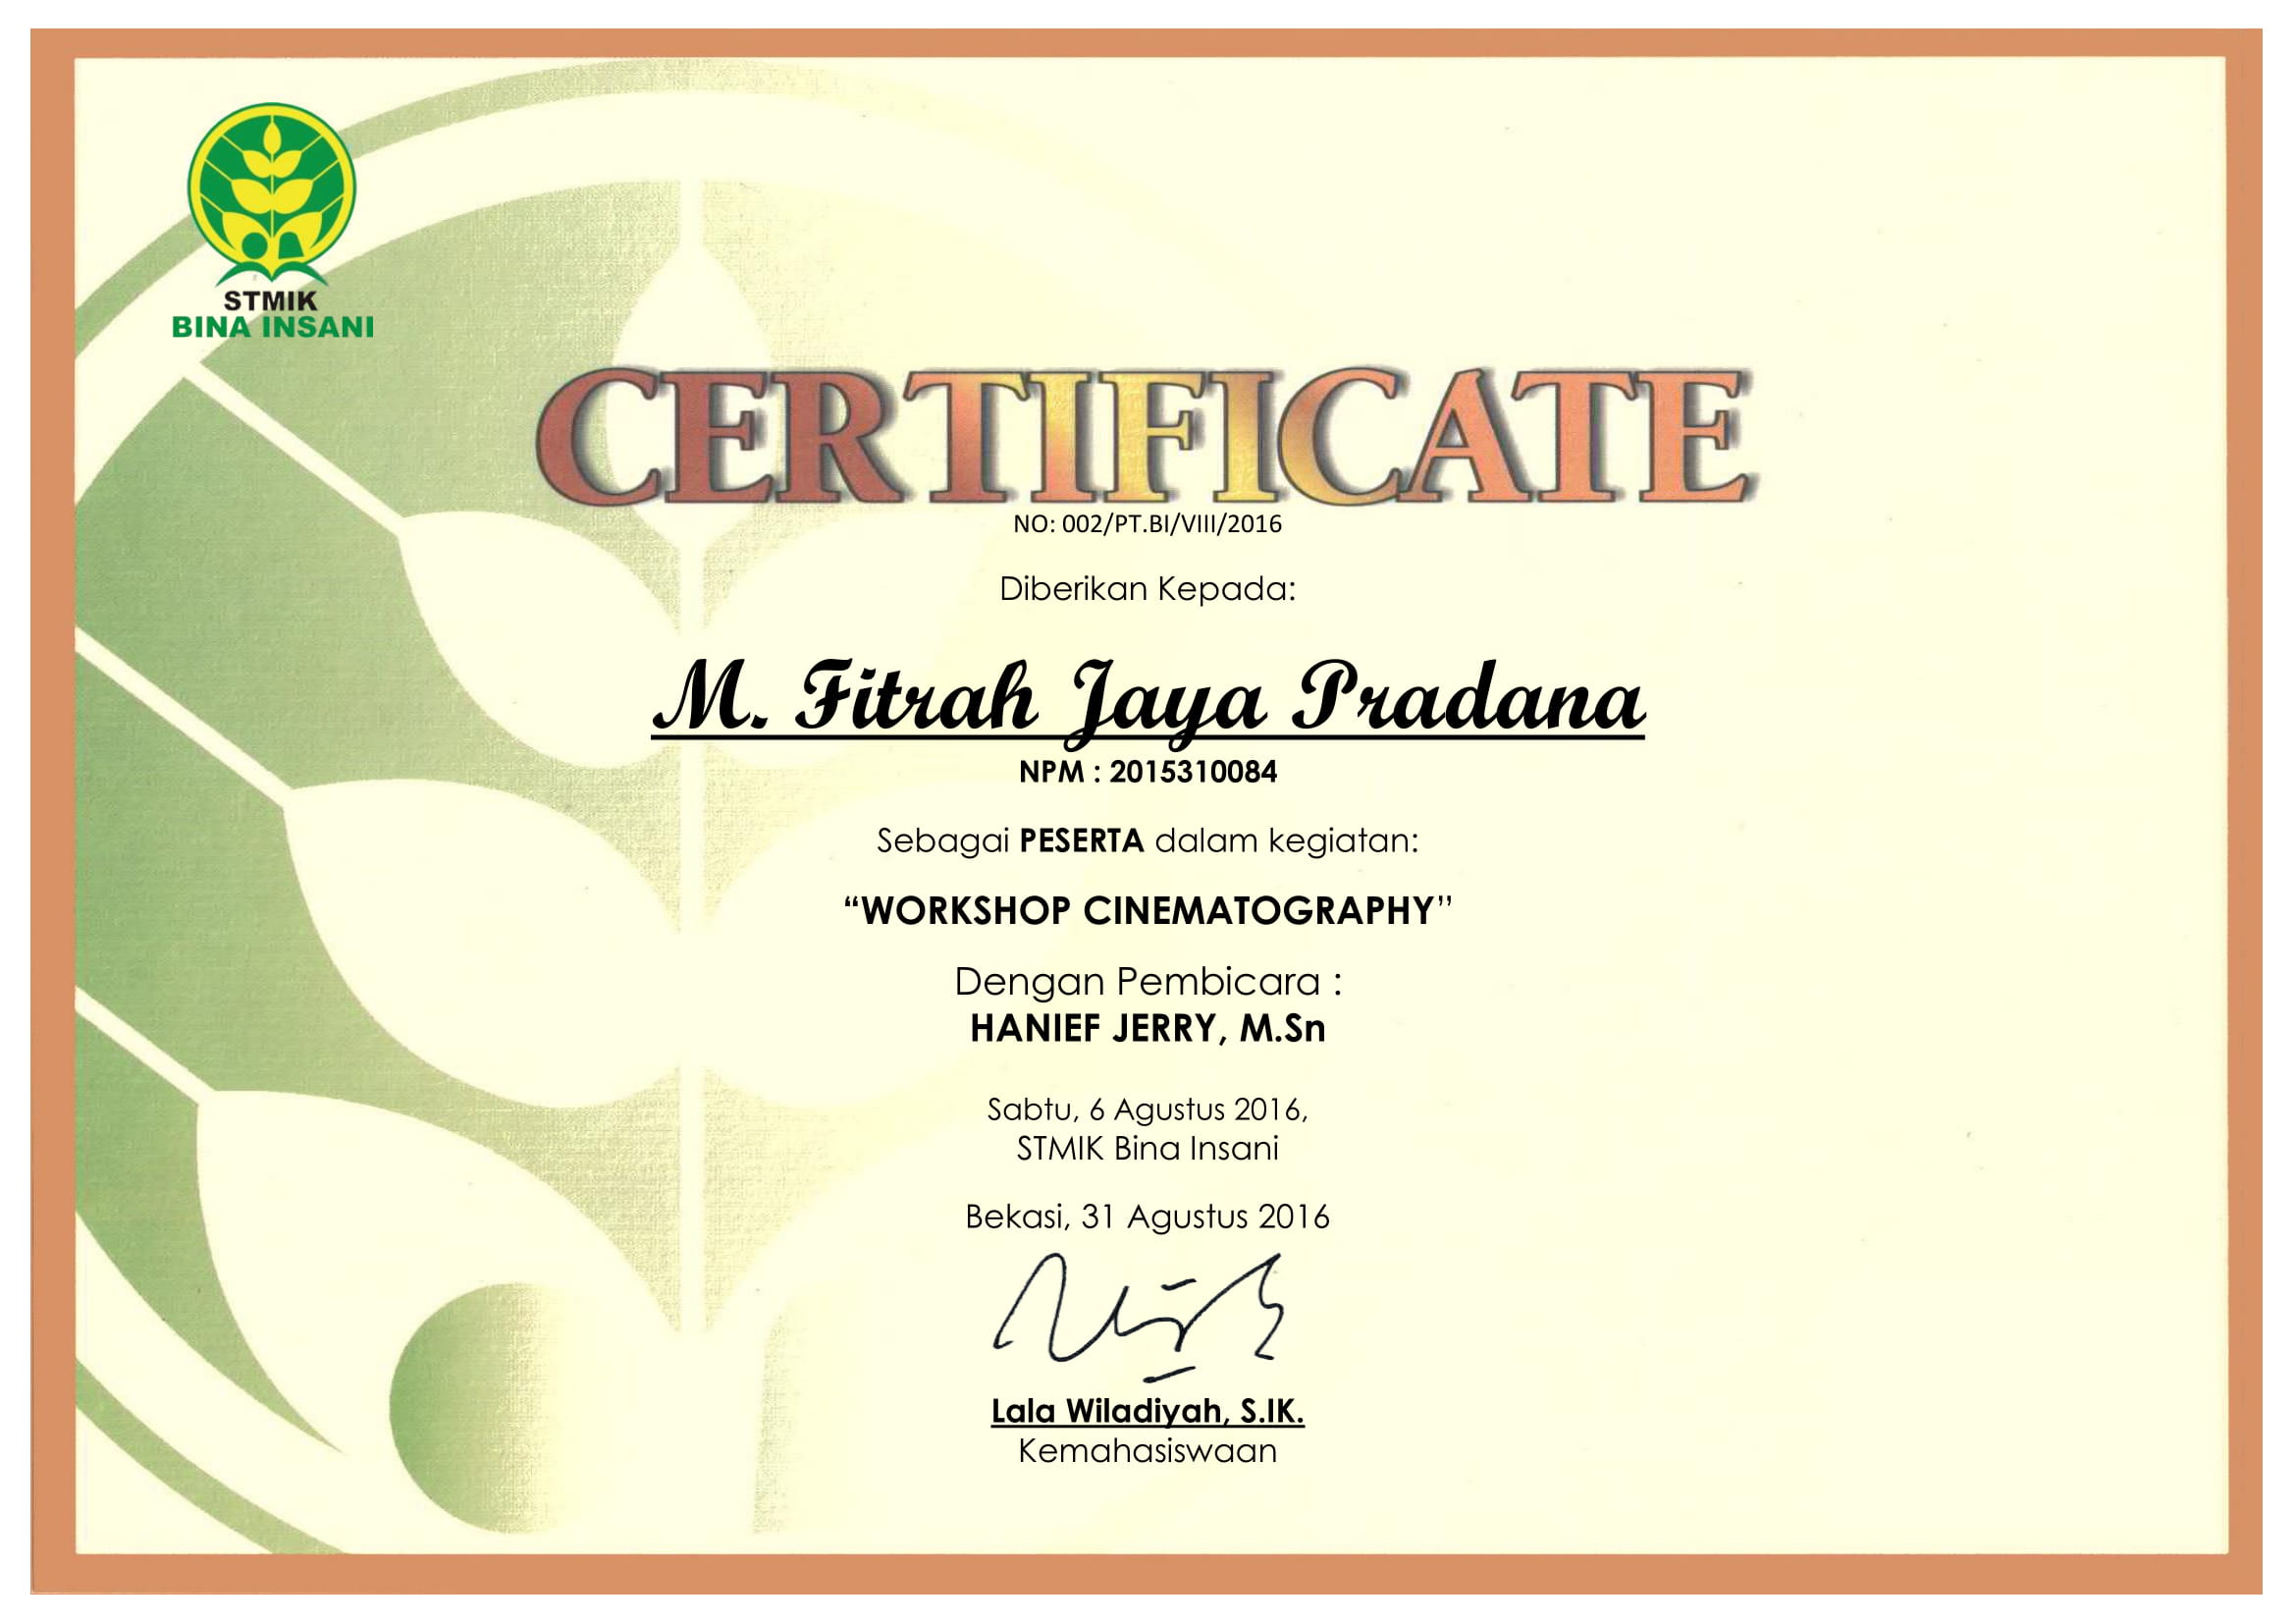 STMIK
BINA INSANI
CERTIFICATE
NO: 002/PT.BI/VIII/2016
Diberikan Kepada:
M. Fitrah Jaya Pradana
NPM : 2015310084
Sebagai PESERTA dalam kegiatan:
“WORKSHOP CINEMATOGRAPHY”
Dengan Pembicara :
HANIEF JERRY, M.Sn
Sabtu, 6 Agustus 2016,
STMIK Bina Insani
Bekasi, 31 Agustus 2016
Lala Wiladiyah, S.IK.
Kemahasiswaan